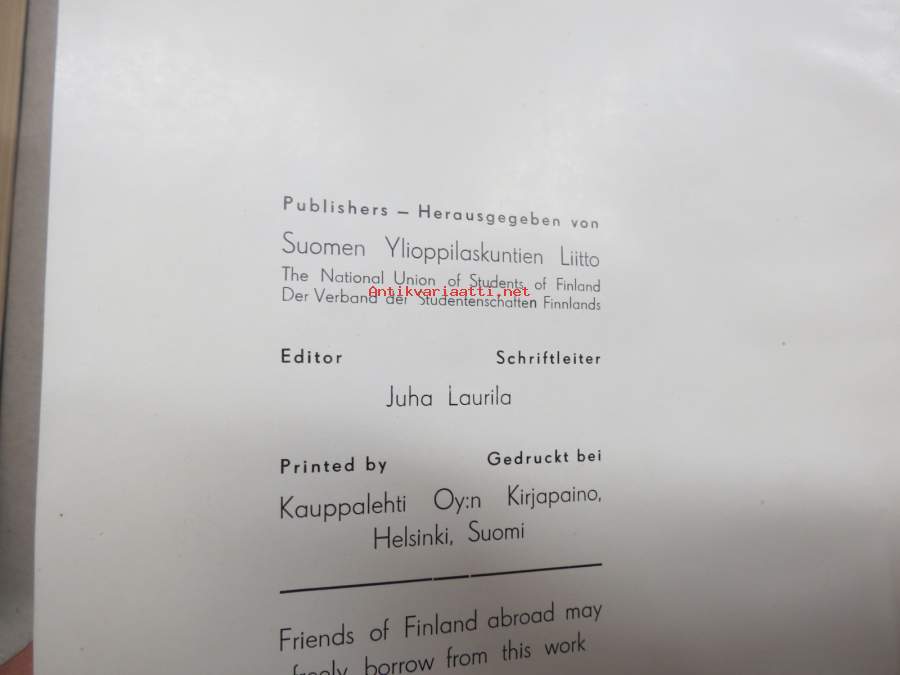 Publishers – Herausgegeben von
Suomen Ylioppilaskuntien Liitto
The National Union of Students of Finland
Antikvariaatti.net
Der Verband der Studentenschaften Finnlands
Editor Schriftleiter
Juha Laurila
Printed by Gedruckt bei
Kauppalehti Oy:n Kirjapaino,
Helsinki, Suomi
Friends of Finland abroad may
freely borrow from this work